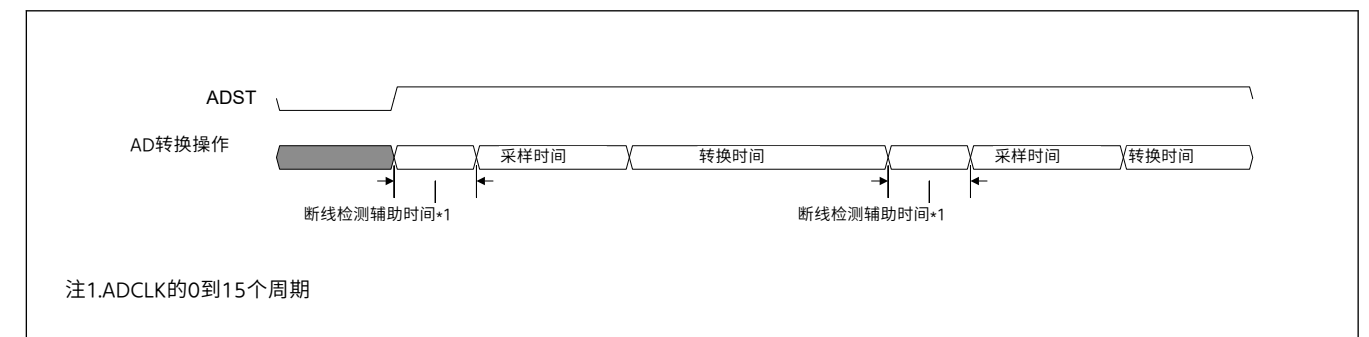 ADST
AD转换操作
采样时间 转换时间 采样时间 转换时间
断线检测辅助时间*1 断线检测辅助时间*1
注1.ADCLK的0到15个周期